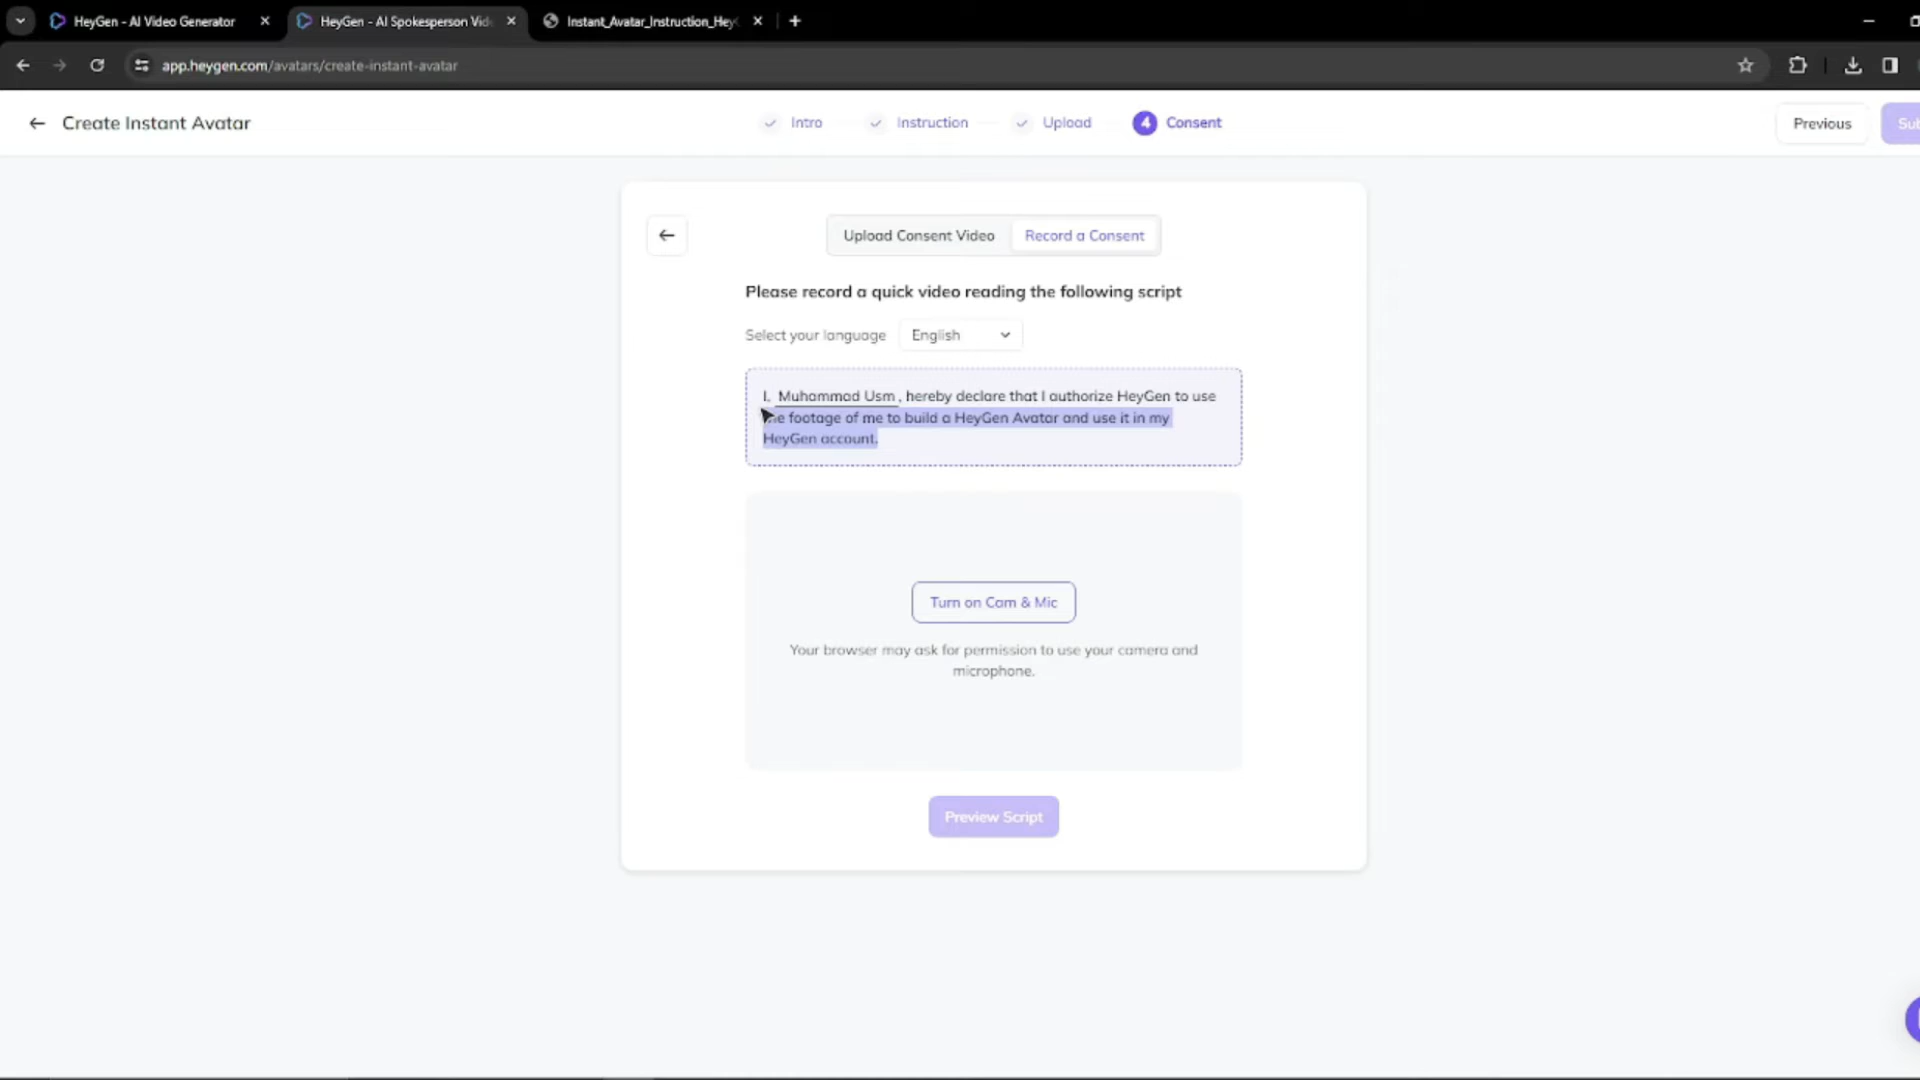 HeyGen - AI Video Generator
HeyGen - AI Spokesperson Vid
Instant_Avatar_Instruction_Hey
app.heygen.com/avatars/create-instant-avatar
Create Instant Avatar
Intro
Instruction
Upload
4 Consent
Previous
Sub
Upload Consent Video
Record a Consent
Please record a quick video reading the following script
Select your language English
I, Muhammad Usm , hereby declare that I authorize HeyGen to use
the footage of me to build a HeyGen Avatar and use it in my
HeyGen account.
Turn on Cam & Mic
Your browser may ask for permission to use your camera and
microphone.
Preview Script